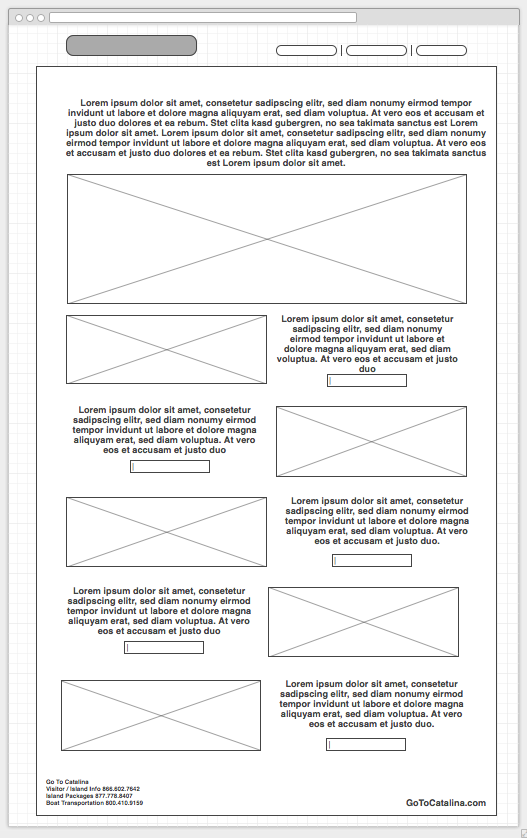 Lorem ipsum dolor sit amet, consetetur sadipscing elitr, sed diam nonumy eirmod tempor
invidunt ut labore et dolore magna aliquyam erat, sed diam voluptua. At vero eos et accusam et
justo duo dolores et ea rebum. Stet clita kasd gubergren, no sea takimata sanctus est Lorem
ipsum dolor sit amet. Lorem ipsum dolor sit amet, consetetur sadipscing elitr, sed diam nonumy
eirmod tempor invidunt ut labore et dolore magna aliquyam erat, sed diam voluptua. At vero eos
et accusam et justo duo dolores et ea rebum. Stet clita kasd gubergren, no sea takimata sanctus
est Lorem ipsum dolor sit amet.
Lorem ipsum dolor sit amet, consetetur
sadipscing elitr, sed diam nonumy
eirmod tempor invidunt ut labore et
dolore magna aliquyam erat, sed diam
voluptua. At vero eos et accusam et justo
duo
Lorem ipsum dolor sit amet, consetetur
sadipscing elitr, sed diam nonumy eirmod
tempor invidunt ut labore et dolore magna
aliquyam erat, sed diam voluptua. At vero
eos et accusam et justo duo
Lorem ipsum dolor sit amet, consetetur
sadipscing elitr, sed diam nonumy eirmod
tempor invidunt ut labore et dolore magna
aliquyam erat, sed diam voluptua. At vero
eos et accusam et justo duo.
Lorem ipsum dolor sit amet, consetetur
sadipscing elitr, sed diam nonumy eirmod
tempor invidunt ut labore et dolore magna
aliquyam erat, sed diam voluptua. At vero
eos et accusam et justo duo
Lorem ipsum dolor sit amet, consetetur
sadipscing elitr, sed diam nonumy eirmod
tempor invidunt ut labore et dolore magna
aliquyam erat, sed diam voluptua. At vero
eos et accusam et justo duo.
Go To Catalina
Visitor / Island Info 866.602.7642
Island Packages 877.778.8407
Boat Transportation 800.410.9159
GoToCatalina.com